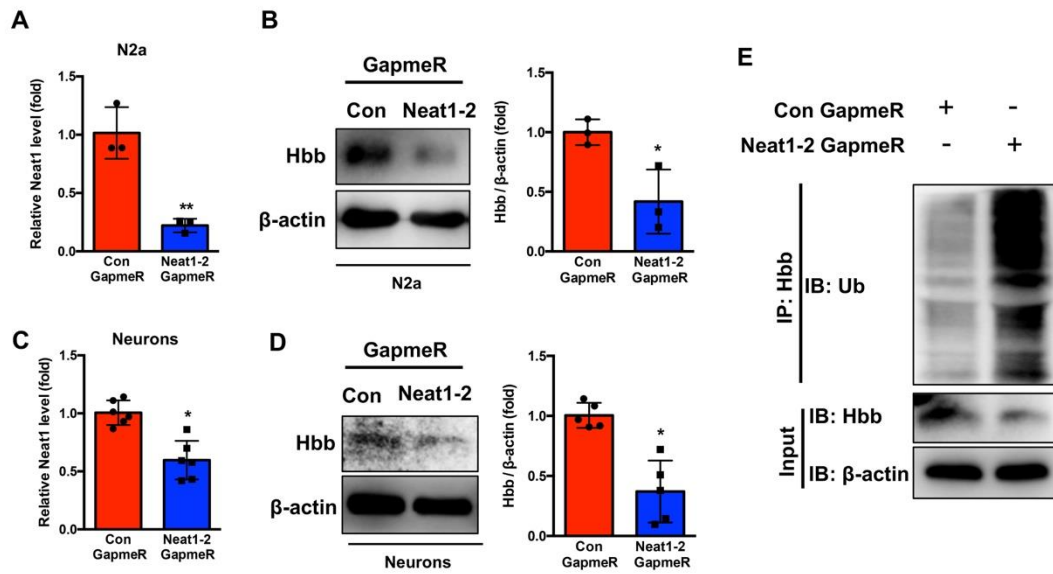 A
N2a
Relative Neat1 level (fold)
1.5
1.0
0.5
0.0
**
Con
GapmeR
Neat1-2
GapmeR
B
GapmeR
Con Neat1-2
Hbb
β-actin
N2a
Hbb / β-actin (fold)
1.5
1.0
0.5
0.0
*
Con
GapmeR
Neat1-2
GapmeR
C
Neurons
Relative Neat1 level (fold)
1.5
1.0
0.5
0.0
*
Con
GapmeR
Neat1-2
GapmeR
D
GapmeR
Con Neat1-2
Hbb
β-actin
Neurons
Hbb / β-actin (fold)
1.5
1.0
0.5
0.0
*
Con
GapmeR
Neat1-2
GapmeR
E
Con GapmeR + -
Neat1-2 GapmeR - +
IP: Hbb
IB: Ub
Input
IB: Hbb
IB: β-actin